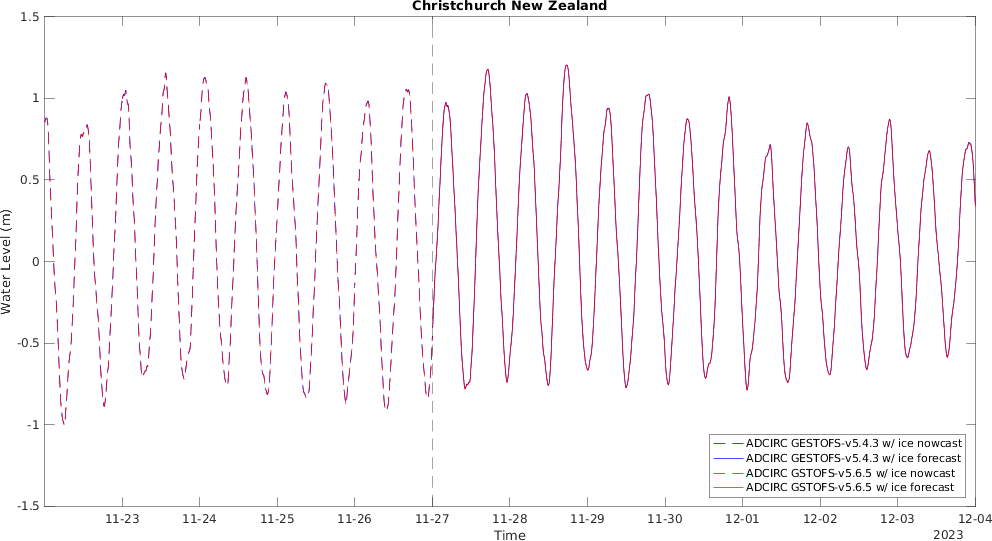 Christchurch New Zealand
1.5
1
0.5
0
-0.5
-1
-1.5
Water Level (m)
ADCIRC GESTOFS-v5.4.3 w/ ice nowcast
ADCIRC GESTOFS-v5.4.3 w/ ice forecast
ADCIRC GSTOFS-v5.6.5 w/ ice nowcast
ADCIRC GSTOFS-v5.6.5 w/ ice forecast
11-23 11-24 11-25 11-26 11-27 11-28 11-29 11-30 12-01 12-02 12-03 12-04
Time
2023